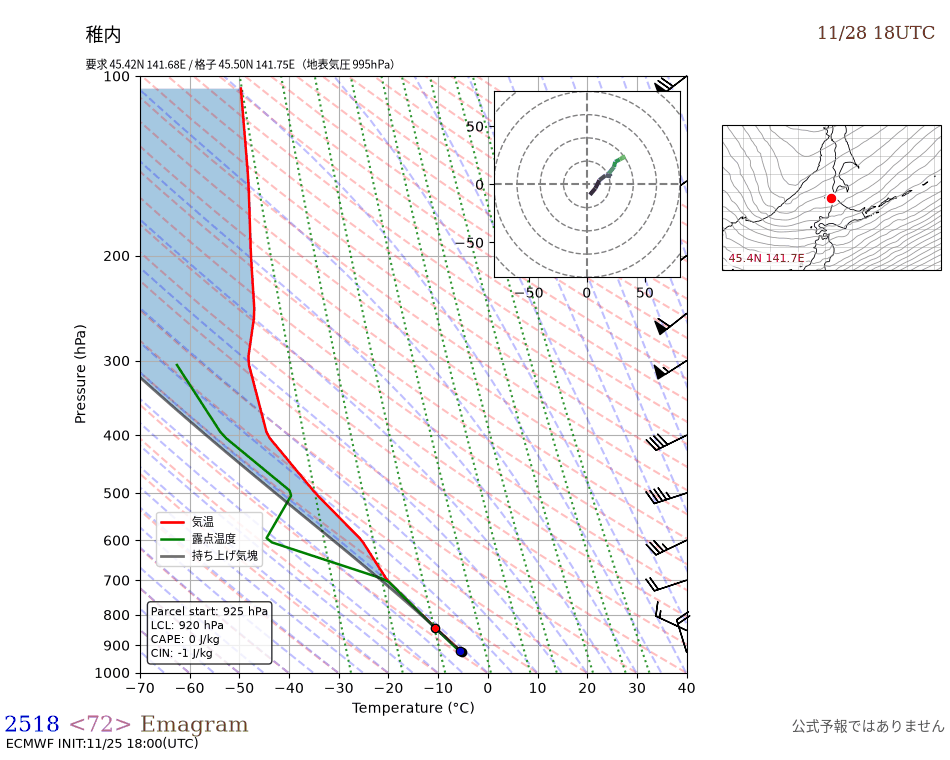 稚内
11/28 18UTC
要求 45.42N 141.68E / 格子 45.50N 141.75E（地表気圧 995hPa）
100
200
300
400
500
600
700
800
900
1000
Pressure (hPa)
50
0
−50
−50
0
50
45.4N 141.7E
気温
露点温度
持ち上げ気塊
Parcel start: 925 hPa
LCL: 920 hPa
CAPE: 0 J/kg
CIN: -1 J/kg
−70
−60
−50
−40
−30
−20
−10
0
10
20
30
40
Temperature (°C)
2518 <72> Emagram
公式予報ではありません
ECMWF INIT:11/25 18:00(UTC)